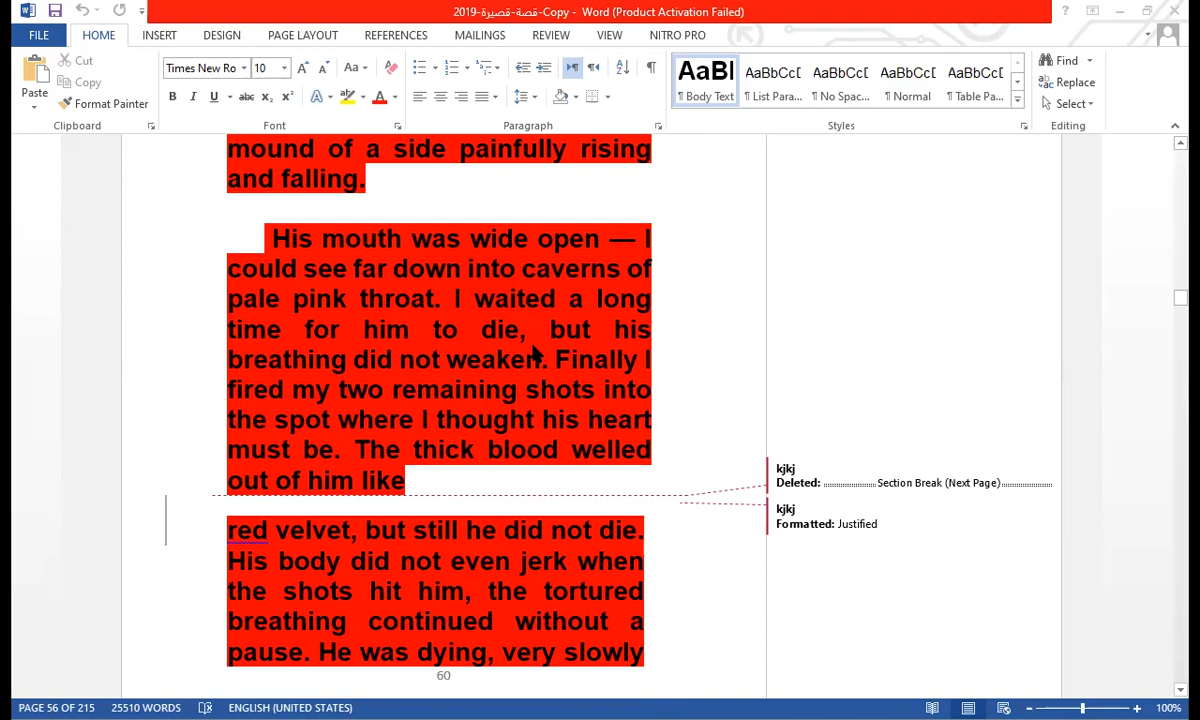 2019-قصة-قصيرة-Copy - Word (Product Activation Failed)
FILE HOME INSERT DESIGN PAGE LAYOUT REFERENCES MAILINGS REVIEW VIEW NITRO PRO
Paste
Cut
Copy
Format Painter
Clipboard
Times New Ro 10
Font
Paragraph
AaBl AaBbCcD AaBbCcD AaBbCcD AaBbCcD
¶ Body Text ¶ List Para... ¶ No Spac... ¶ Normal ¶ Table Pa...
Styles
Find
Replace
Select
Editing
mound of a side painfully rising
and falling.
His mouth was wide open — I
could see far down into caverns of
pale pink throat. I waited a long
time for him to die, but his
breathing did not weaken. Finally I
fired my two remaining shots into
the spot where I thought his heart
must be. The thick blood welled
out of him like
red velvet, but still he did not die.
His body did not even jerk when
the shots hit him, the tortured
breathing continued without a
pause. He was dying, very slowly
60
kjkj
Deleted: Section Break (Next Page)
kjkj
Formatted: Justified
PAGE 56 OF 215 25510 WORDS ENGLISH (UNITED STATES) 100%